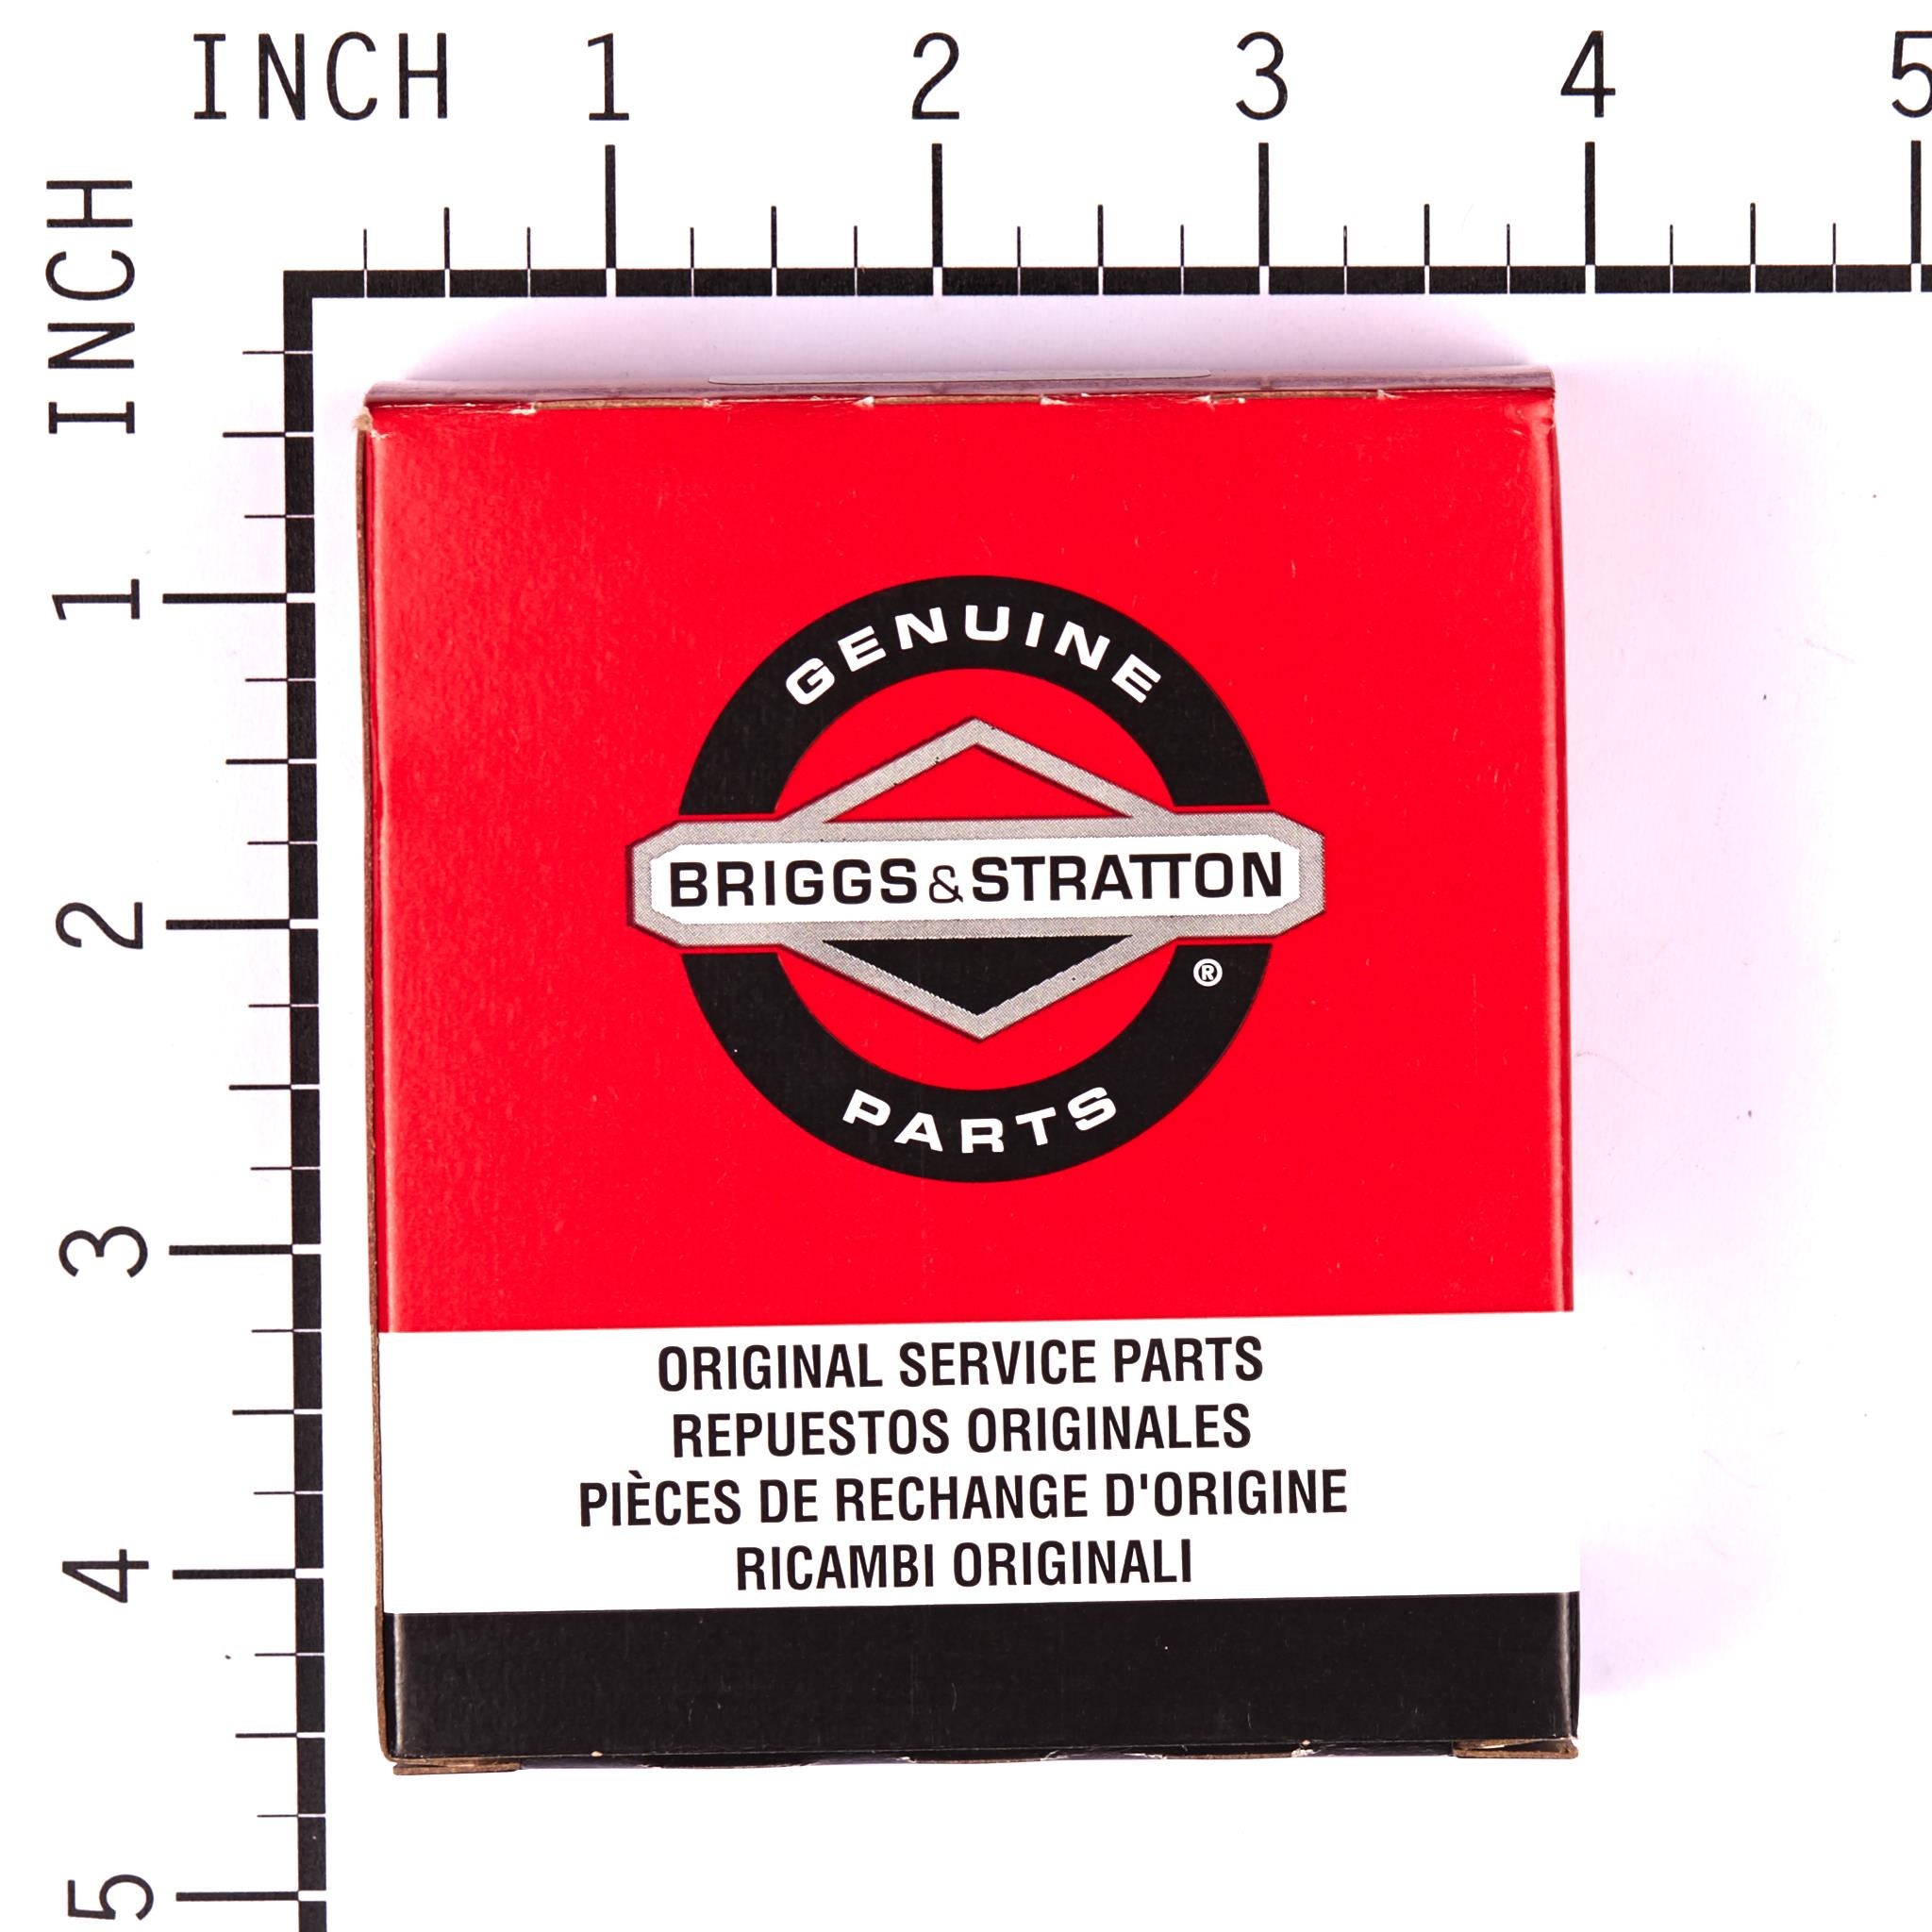 INCH 1 2 3 4 5
INCH
1
2
3
4
5
GENUINE
BRIGGS & STRATTON
®
PARTS
ORIGINAL SERVICE PARTS
REPUESTOS ORIGINALES
PIÈCES DE RECHANGE D'ORIGINE
RICAMBI ORIGINALI